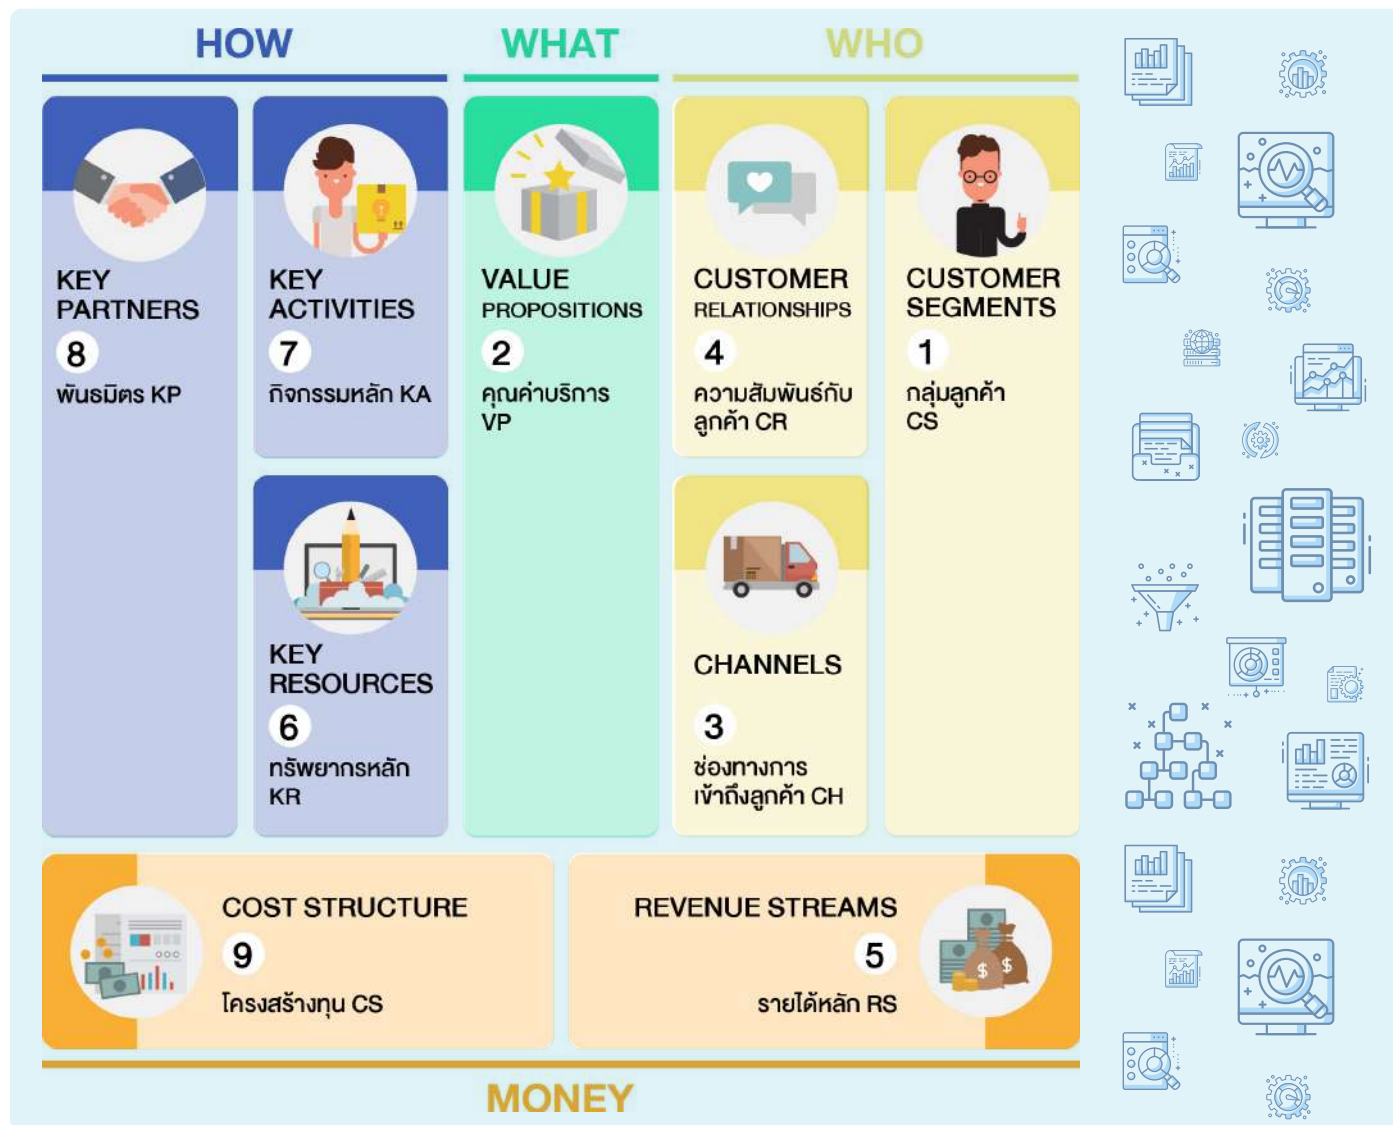 HOW
WHAT
WHO
KEY
PARTNERS
8
พันธมิตร KP
KEY
ACTIVITIES
7
กิจกรรมหลัก KA
KEY
RESOURCES
6
ทรัพยากรหลัก
KR
VALUE
PROPOSITIONS
2
คุณค่าบริการ
VP
CUSTOMER
RELATIONSHIPS
4
ความสัมพันธ์กับ
ลูกค้า CR
CHANNELS
3
ช่องทางการ
เข้าถึงลูกค้า CH
CUSTOMER
SEGMENTS
1
กลุ่มลูกค้า
CS
COST STRUCTURE
9
โครงสร้างทุน CS
REVENUE STREAMS
5
รายได้หลัก RS
$ $
MONEY